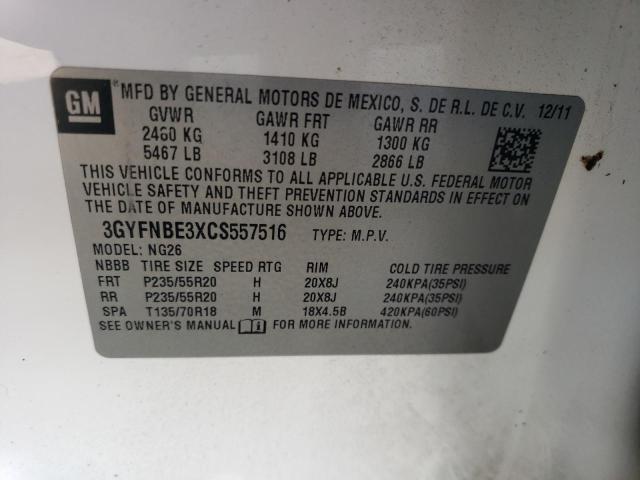 GM
®MFD BY GENERAL MOTORS DE MEXICO, S. DE R.L. DE C.V. 12/11
GVWR GAWR FRT GAWR RR
2480 KG 1410 KG 1300 KG
5467 LB 3108 LB 2866 LB
THIS VEHICLE CONFORMS TO ALL APPLICABLE U.S. FEDERAL MOTOR
VEHICLE SAFETY AND THEFT PREVENTION STANDARDS IN EFFECT ON
THE DATE OF MANUFACTURE SHOWN ABOVE.
3GYFNBE3XCS557516 TYPE: M.P.V.
MODEL: NG26
NBBB TIRE SIZE SPEED RTG RIM COLD TIRE PRESSURE
FRT P235/55R20 H 20X8J 240KPA(35PSI)
RR P235/55R20 H 20X8J 240KPA(35PSI)
SPA T135/70R18 M 18X4.5B 420KPA(60PSI)
SEE OWNER'S MANUAL FOR MORE INFORMATION.